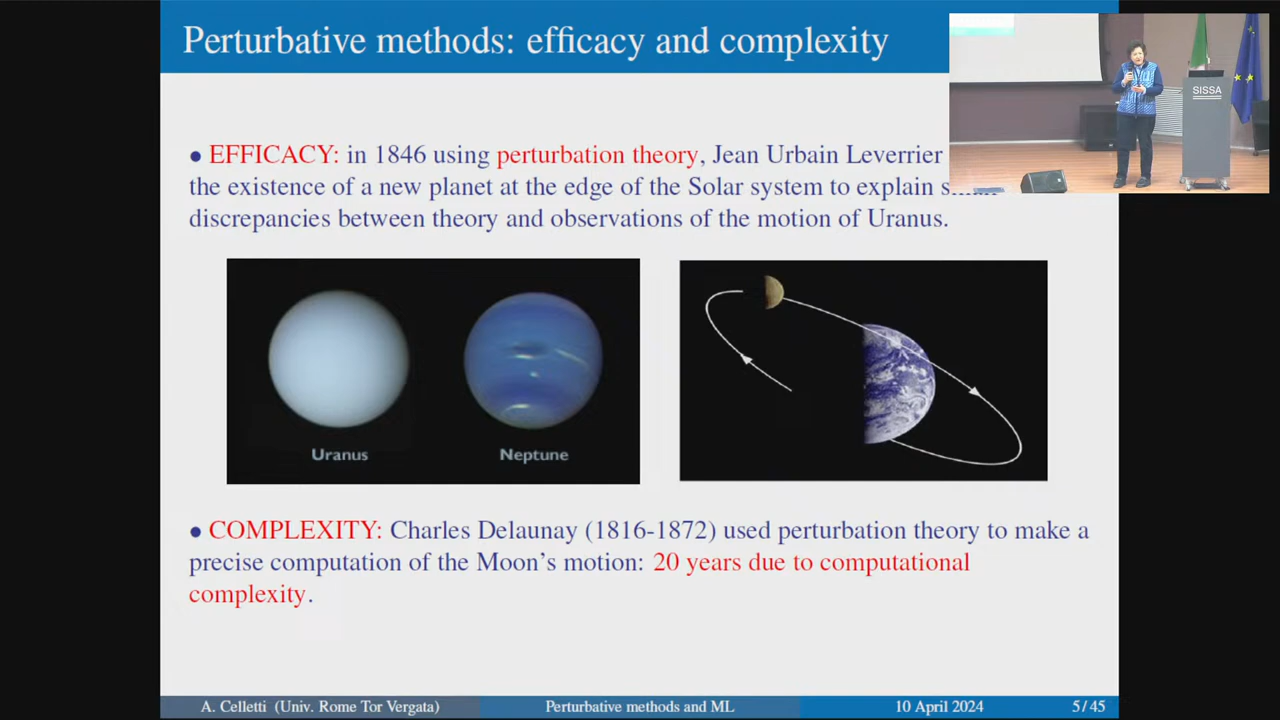 Perturbative methods: efficacy and complexity
SISSA
• EFFICACY: in 1846 using perturbation theory, Jean Urbain Leverrier
the existence of a new planet at the edge of the Solar system to explain
discrepancies between theory and observations of the motion of Uranus.
Uranus
Neptune
• COMPLEXITY: Charles Delaunay (1816-1872) used perturbation theory to make a
precise computation of the Moon's motion: 20 years due to computational
complexity.
A. Celletti (Univ. Rome Tor Vergata)
Perturbative methods and ML
10 April 2024
5 / 45